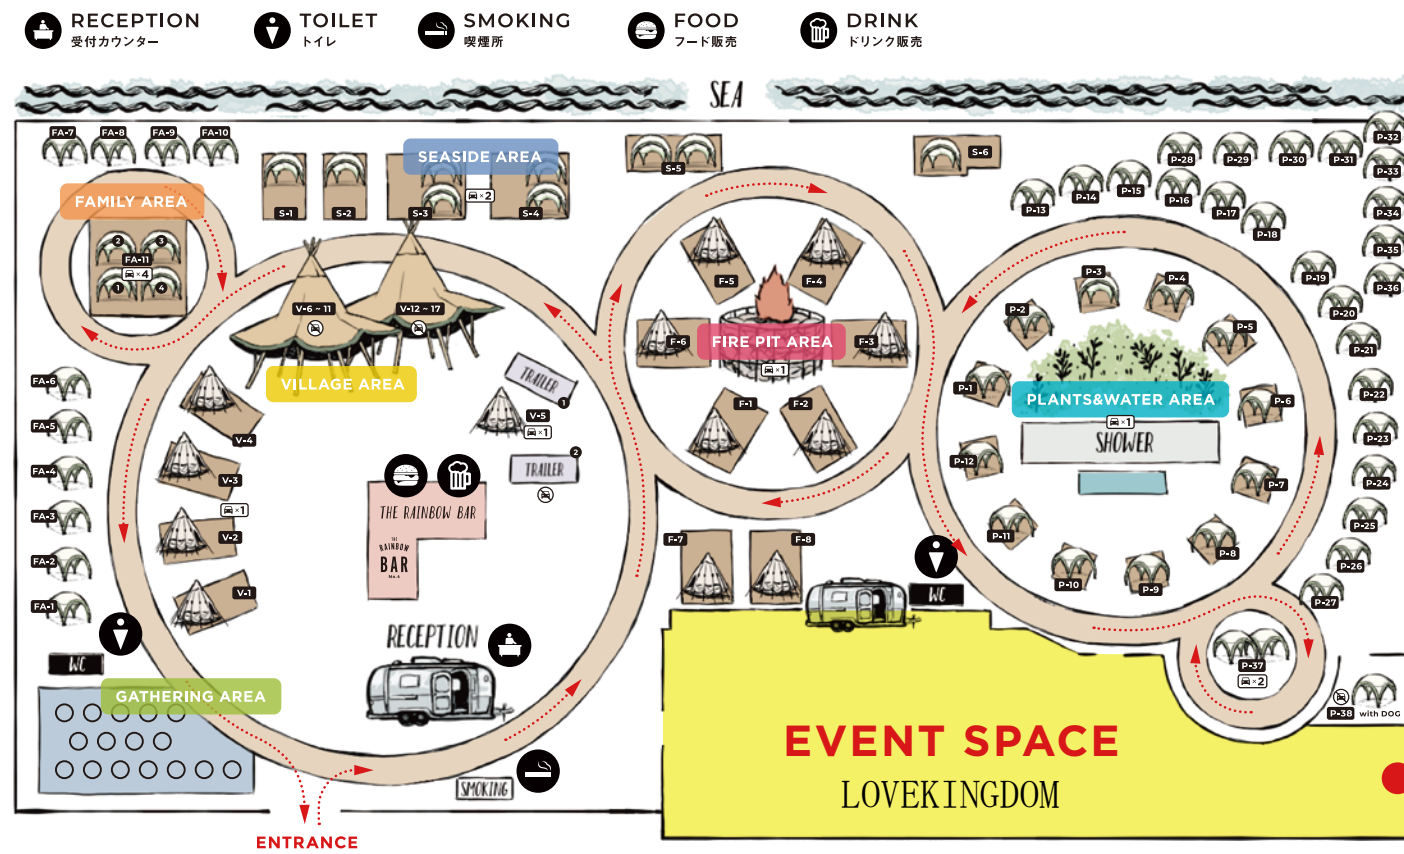 RECEPTION
受付カウンター
TOILET
トイレ
SMOKING
喫煙所
FOOD
フード販売
DRINK
ドリンク販売
SEA
FA-7
FA-8
FA-9
FA-10
FAMILY AREA
2
3
FA-11
×4
1
4
SEASIDE AREA
S-1
S-2
S-3
×2
S-4
S-5
S-6
V-6 ~ 11
V-12 ~ 17
VILLAGE AREA
TRAILER
1
V-5
×1
TRAILER
2
V-4
V-3
×1
V-2
V-1
FA-6
FA-5
FA-4
FA-3
FA-2
FA-1
WC
THE RAINBOW BAR
THE
RAINBOW
BAR
No.6
RECEPTION
GATHERING AREA
SMOKING
ENTRANCE
F-5
F-4
F-6
FIRE PIT AREA
F-3
×1
F-1
F-2
F-7
F-8
WC
P-13
P-14
P-15
P-16
P-17
P-18
P-28
P-29
P-30
P-31
P-32
P-33
P-34
P-35
P-36
P-19
P-20
P-21
P-22
P-23
P-24
P-25
P-26
P-27
P-3
P-4
P-2
P-5
P-1
P-6
PLANTS&WATER AREA
×1
SHOWER
P-12
P-7
P-11
P-8
P-10
P-9
P-37
×2
P-38
with DOG
EVENT SPACE
LOVEKINGDOM